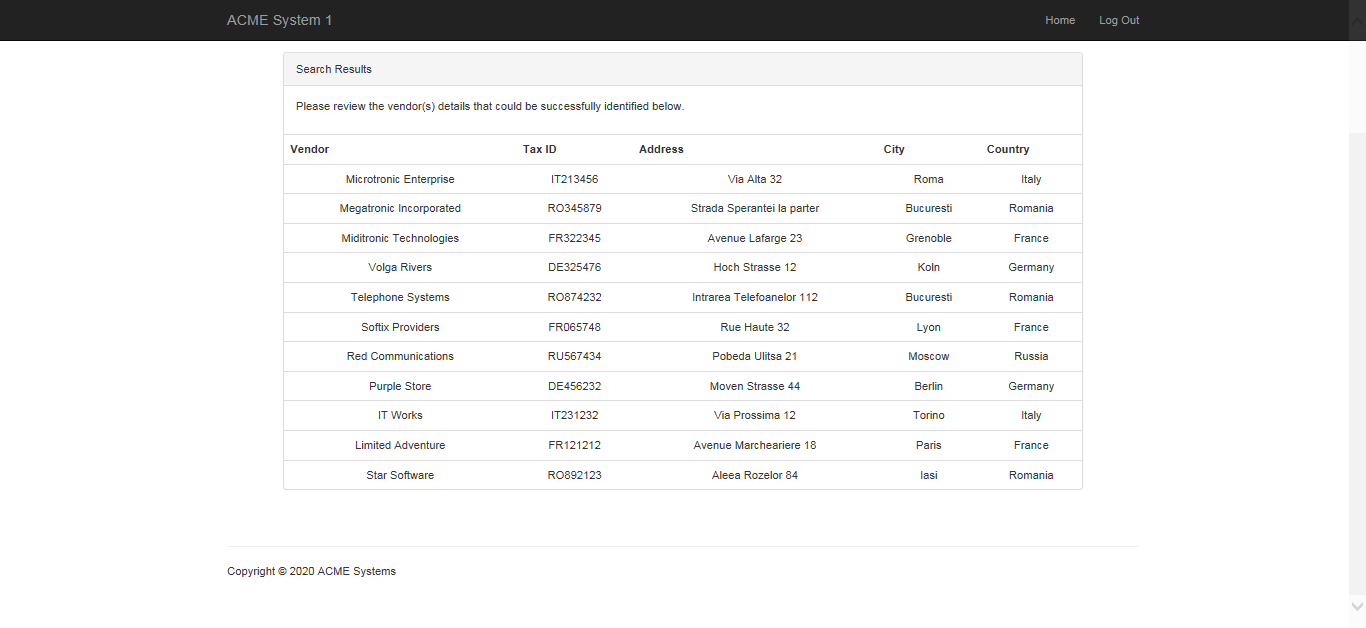 ACME System 1 Home Log Out
Search Results
Please review the vendor(s) details that could be successfully identified below.
Vendor Tax ID Address City Country
Microtronic Enterprise IT213456 Via Alta 32 Roma Italy
Megatronic Incorporated RO345879 Strada Sperantei la parter Bucuresti Romania
Miditronic Technologies FR322345 Avenue Lafarge 23 Grenoble France
Volga Rivers DE325476 Hoch Strasse 12 Koln Germany
Telephone Systems RO874232 Intrarea Telefoanelor 112 Bucuresti Romania
Softix Providers FR065748 Rue Haute 32 Lyon France
Red Communications RU567434 Pobeda Ulitsa 21 Moscow Russia
Purple Store DE456232 Moven Strasse 44 Berlin Germany
IT Works IT231232 Via Prossima 12 Torino Italy
Limited Adventure FR121212 Avenue Marcheariere 18 Paris France
Star Software RO892123 Aleea Rozelor 84 Iasi Romania
Copyright © 2020 ACME Systems